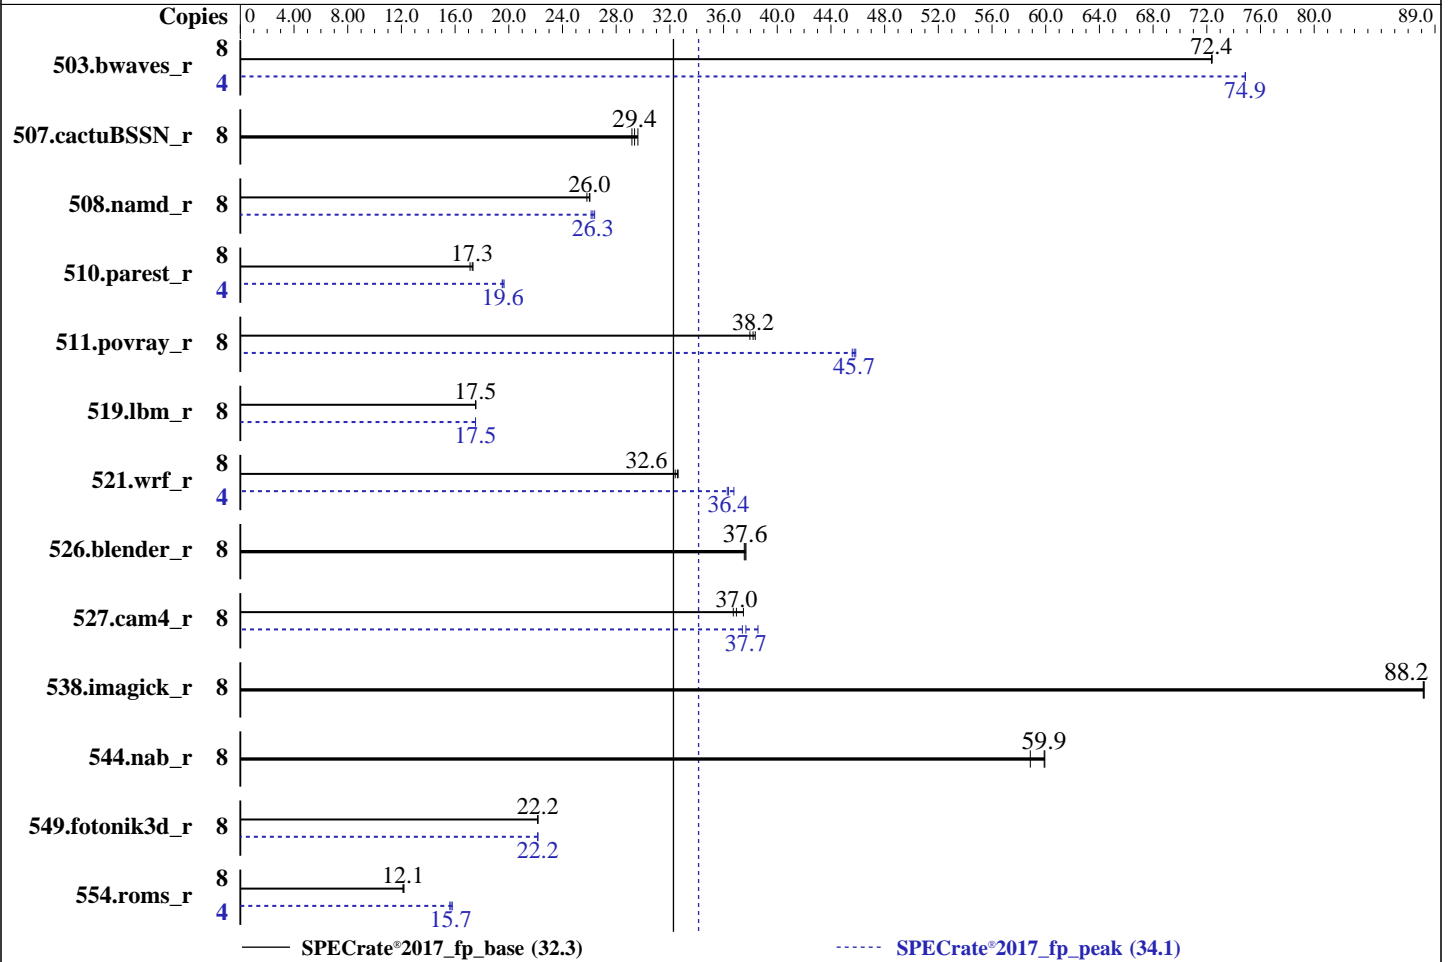 Copies 0 4.00 8.00 12.0 16.0 20.0 24.0 28.0 32.0 36.0 40.0 44.0 48.0 52.0 56.0 60.0 64.0 68.0 72.0 76.0 80.0 89.0
503.bwaves_r 8 72.4
4 74.9
507.cactuBSSN_r 8 29.4
508.namd_r 8 26.0
26.3
510.parest_r 8 17.3
4 19.6
511.povray_r 8 38.2
45.7
519.lbm_r 8 17.5
17.5
521.wrf_r 8 32.6
4 36.4
526.blender_r 8 37.6
527.cam4_r 8 37.0
37.7
538.imagick_r 8 88.2
544.nab_r 8 59.9
549.fotonik3d_r 8 22.2
22.2
554.roms_r 8 12.1
4 15.7
SPECrate®2017_fp_base (32.3) SPECrate®2017_fp_peak (34.1)